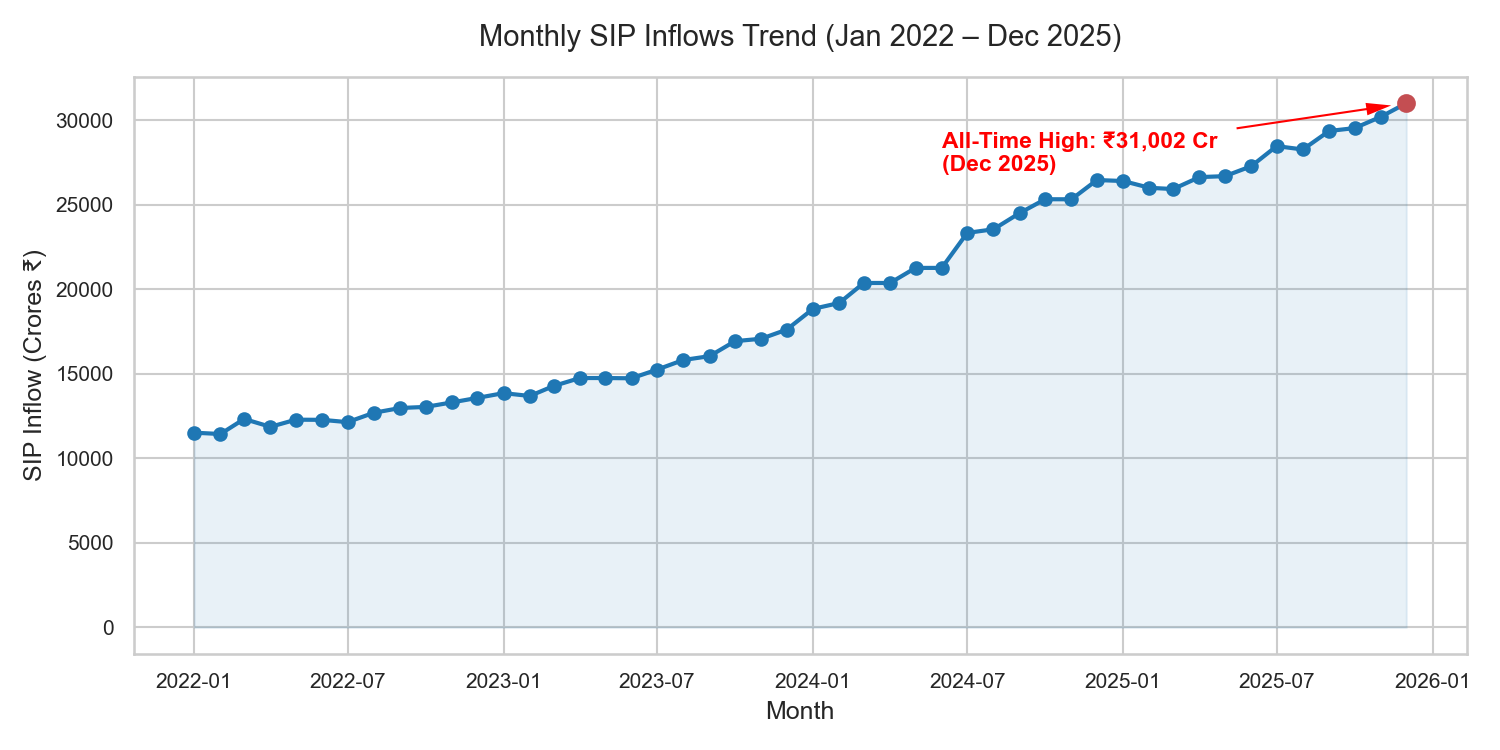 Monthly SIP Inflows Trend (Jan 2022 – Dec 2025)
30000
25000
20000
15000
10000
5000
0
SIP Inflow (Crores ₹)
All-Time High: ₹31,002 Cr
(Dec 2025)
2022-01 2022-07 2023-01 2023-07 2024-01 2024-07 2025-01 2025-07 2026-01
Month